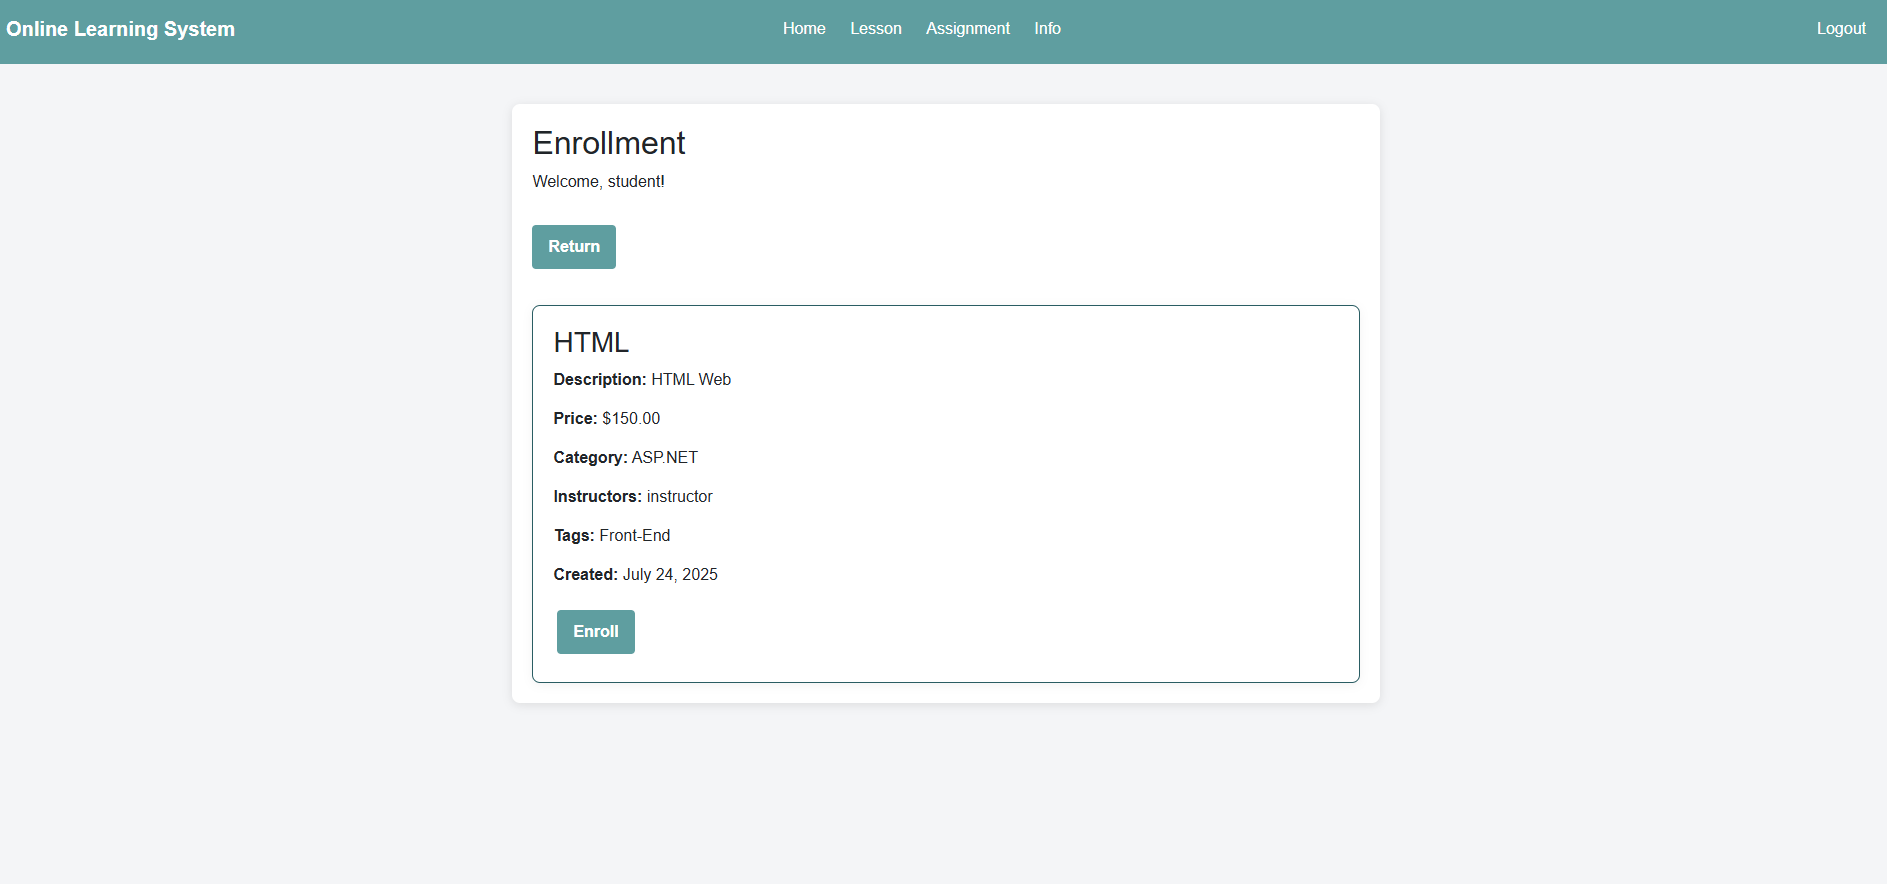 Online Learning System
Home Lesson Assignment Info
Logout
Enrollment
Welcome, student!
Return
HTML
Description: HTML Web
Price: $150.00
Category: ASP.NET
Instructors: instructor
Tags: Front-End
Created: July 24, 2025
Enroll